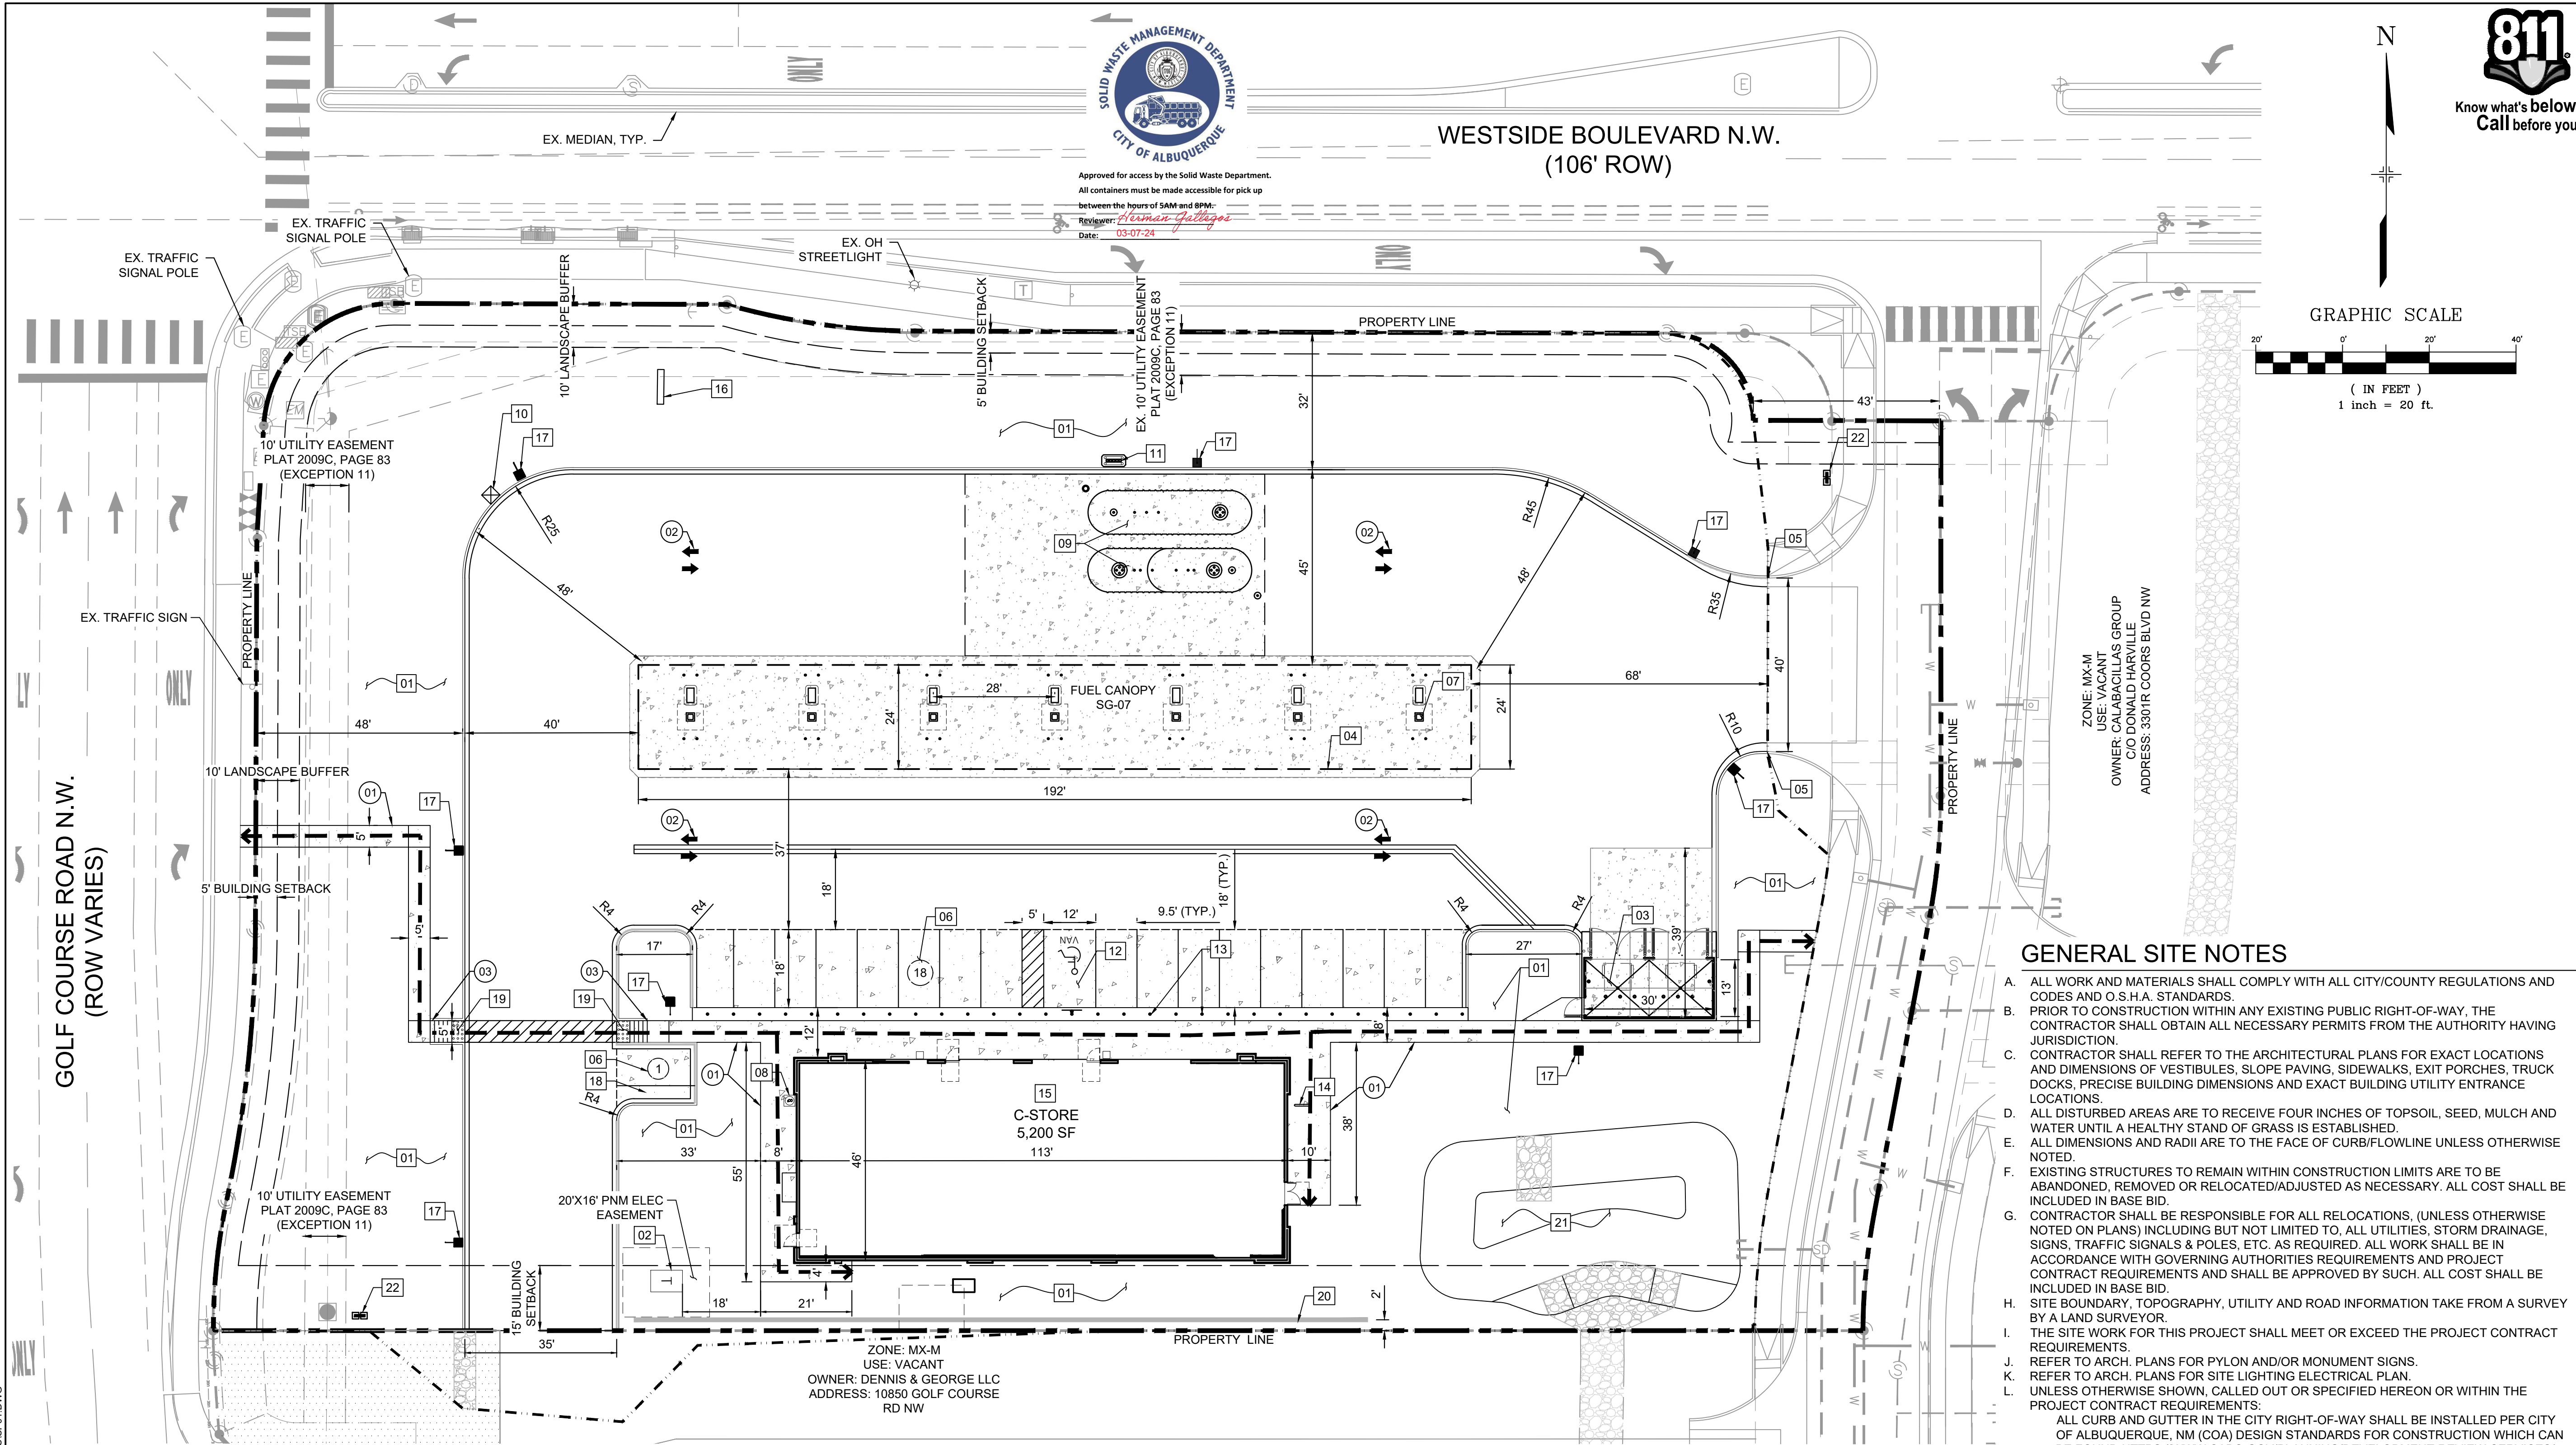 SOLID WASTE MANAGEMENT DEPARTMENT
CITY OF ALBUQUERQUE
Approved for access by the Solid Waste Department.
All containers must be made accessible for pick up
between the hours of 5AM and 8PM.
Reviewer: Herman Gallegos
Date: 03-07-24
811
Know what's below
Call before you
N
GRAPHIC SCALE
20' 0' 20' 40'
( IN FEET )
1 inch = 20 ft.
WESTSIDE BOULEVARD N.W.
(106' ROW)
ONLY
D
S
E
EX. MEDIAN, TYP.
EX. TRAFFIC
SIGNAL POLE
EX. TRAFFIC
SIGNAL POLE
EX. OH
STREETLIGHT
T
ONLY
10' LANDSCAPE BUFFER
5' BUILDING SETBACK
EX. 10' UTILITY EASEMENT
PLAT 2009C, PAGE 83
(EXCEPTION 11)
PROPERTY LINE
32'
43'
16
10
17
01
11
17
22
10' UTILITY EASEMENT
PLAT 2009C, PAGE 83
(EXCEPTION 11)
R25
02
09
02
R45
17
05
45'
48'
48'
R35
40'
PROPERTY LINE
EX. TRAFFIC SIGN
01
ONLY
LY
28'
FUEL CANOPY
SG-07
07
24'
24'
68'
48'
40'
04
R10
192'
05
17
10' LANDSCAPE BUFFER
01
17
5'
02
02
37'
18'
18' (TYP.)
5' BUILDING SETBACK
5'
R4
R4
06
5'
12'
9.5' (TYP.)
R4
R4
03
01
17'
18
VAN
12
13
27'
39'
18'
03
03
19
19
17
01
30'
13'
5'
12'
8'
06
1
18
01
08
R4
01
15
C-STORE
5,200 SF
14
01
17
38'
01
33'
8'
113'
10'
46'
55'
10' UTILITY EASEMENT
PLAT 2009C, PAGE 83
(EXCEPTION 11)
17
20'X16' PNM ELEC
EASEMENT
02
T
4'
21
22
15' BUILDING
SETBACK
18'
21'
01
20
2'
35'
PROPERTY LINE
ZONE: MX-M
USE: VACANT
OWNER: DENNIS & GEORGE LLC
ADDRESS: 10850 GOLF COURSE
RD NW
GOLF COURSE ROAD N.W.
(ROW VARIES)
PROPERTY LINE
ZONE: MX-M
USE: VACANT
OWNER: CALABACILLAS GROUP
C/O DONALD HARVILLE
ADDRESS: 3301R COORS BLVD NW
GENERAL SITE NOTES
A. ALL WORK AND MATERIALS SHALL COMPLY WITH ALL CITY/COUNTY REGULATIONS AND
CODES AND O.S.H.A. STANDARDS.
B. PRIOR TO CONSTRUCTION WITHIN ANY EXISTING PUBLIC RIGHT-OF-WAY, THE
CONTRACTOR SHALL OBTAIN ALL NECESSARY PERMITS FROM THE AUTHORITY HAVING
JURISDICTION.
C. CONTRACTOR SHALL REFER TO THE ARCHITECTURAL PLANS FOR EXACT LOCATIONS
AND DIMENSIONS OF VESTIBULES, SLOPE PAVING, SIDEWALKS, EXIT PORCHES, TRUCK
DOCKS, PRECISE BUILDING DIMENSIONS AND EXACT BUILDING UTILITY ENTRANCE
LOCATIONS.
D. ALL DISTURBED AREAS ARE TO RECEIVE FOUR INCHES OF TOPSOIL, SEED, MULCH AND
WATER UNTIL A HEALTHY STAND OF GRASS IS ESTABLISHED.
E. ALL DIMENSIONS AND RADII ARE TO THE FACE OF CURB/FLOWLINE UNLESS OTHERWISE
NOTED.
F. EXISTING STRUCTURES TO REMAIN WITHIN CONSTRUCTION LIMITS ARE TO BE
ABANDONED, REMOVED OR RELOCATED/ADJUSTED AS NECESSARY. ALL COST SHALL BE
INCLUDED IN BASE BID.
G. CONTRACTOR SHALL BE RESPONSIBLE FOR ALL RELOCATIONS, (UNLESS OTHERWISE
NOTED ON PLANS) INCLUDING BUT NOT LIMITED TO, ALL UTILITIES, STORM DRAINAGE,
SIGNS, TRAFFIC SIGNALS & POLES, ETC. AS REQUIRED. ALL WORK SHALL BE IN
ACCORDANCE WITH GOVERNING AUTHORITIES REQUIREMENTS AND PROJECT
CONTRACT REQUIREMENTS AND SHALL BE APPROVED BY SUCH. ALL COST SHALL BE
INCLUDED IN BASE BID.
H. SITE BOUNDARY, TOPOGRAPHY, UTILITY AND ROAD INFORMATION TAKE FROM A SURVEY
BY A LAND SURVEYOR.
I. THE SITE WORK FOR THIS PROJECT SHALL MEET OR EXCEED THE PROJECT CONTRACT
REQUIREMENTS.
J. REFER TO ARCH. PLANS FOR PYLON AND/OR MONUMENT SIGNS.
K. REFER TO ARCH. PLANS FOR SITE LIGHTING ELECTRICAL PLAN.
L. UNLESS OTHERWISE SHOWN, CALLED OUT OR SPECIFIED HEREON OR WITHIN THE
PROJECT CONTRACT REQUIREMENTS:
ALL CURB AND GUTTER IN THE CITY RIGHT-OF-WAY SHALL BE INSTALLED PER CITY
OF ALBUQUERQUE, NM (COA) DESIGN STANDARDS FOR CONSTRUCTION WHICH CAN